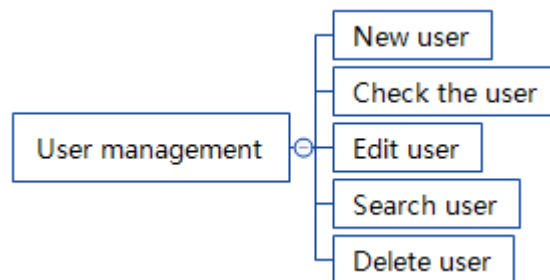 New user
Check the user
User management
Edit user
Search user
Delete user